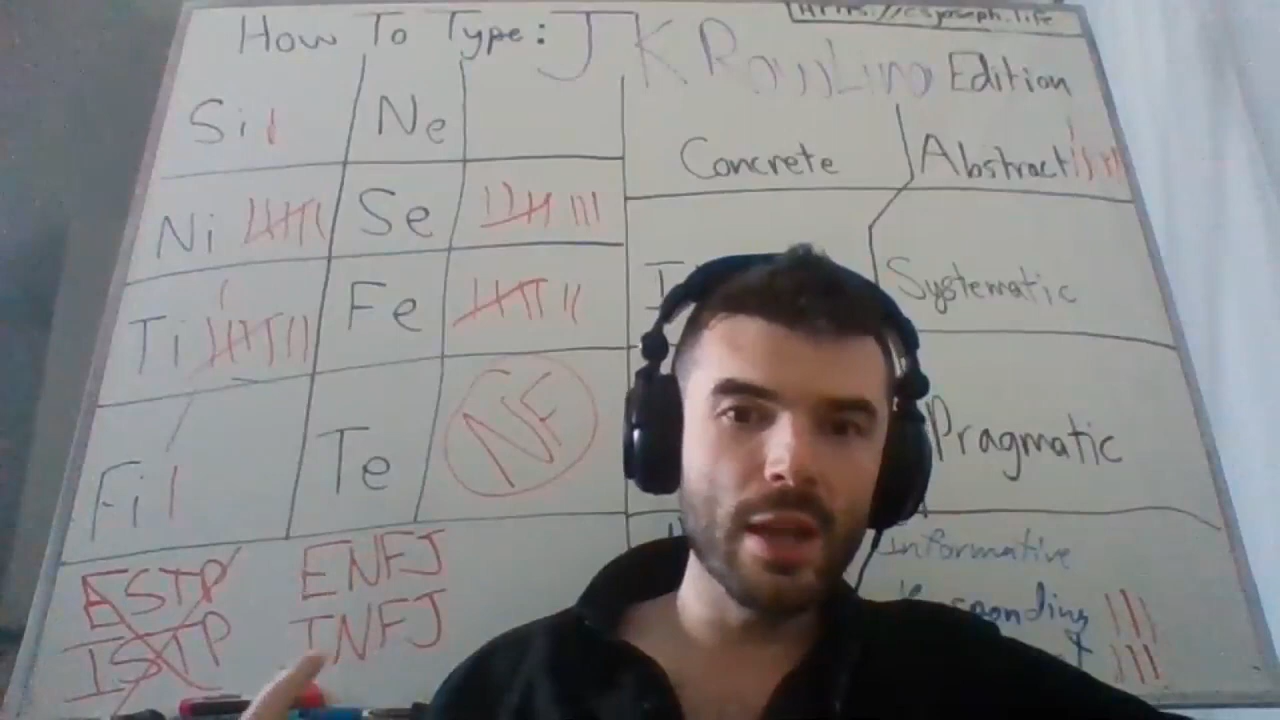 How To Type: JK Rowling Edition
Si Ne
Concrete Abstract
Ni Se
Ti Fe
Systematic
NF
Fi Te
Pragmatic
ESTP ENFJ
ISTP INFJ
Informative
Responding